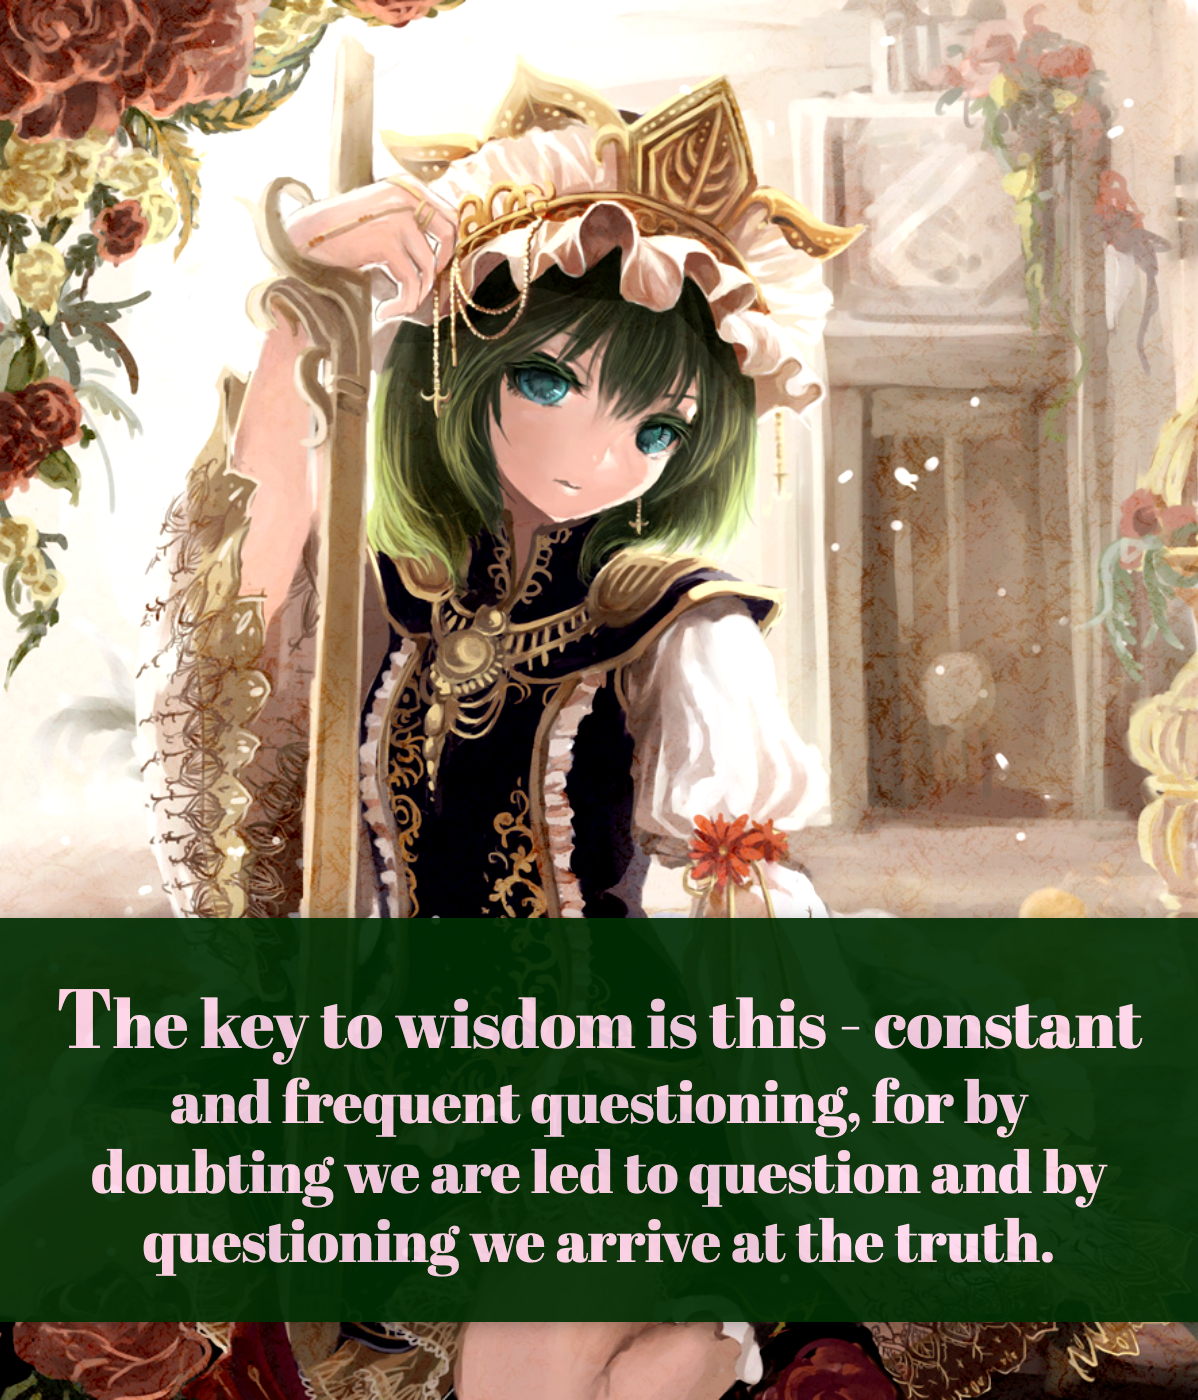 The key to wisdom is this - constant
and frequent questioning, for by
doubting we are led to question and by
questioning we arrive at the truth.